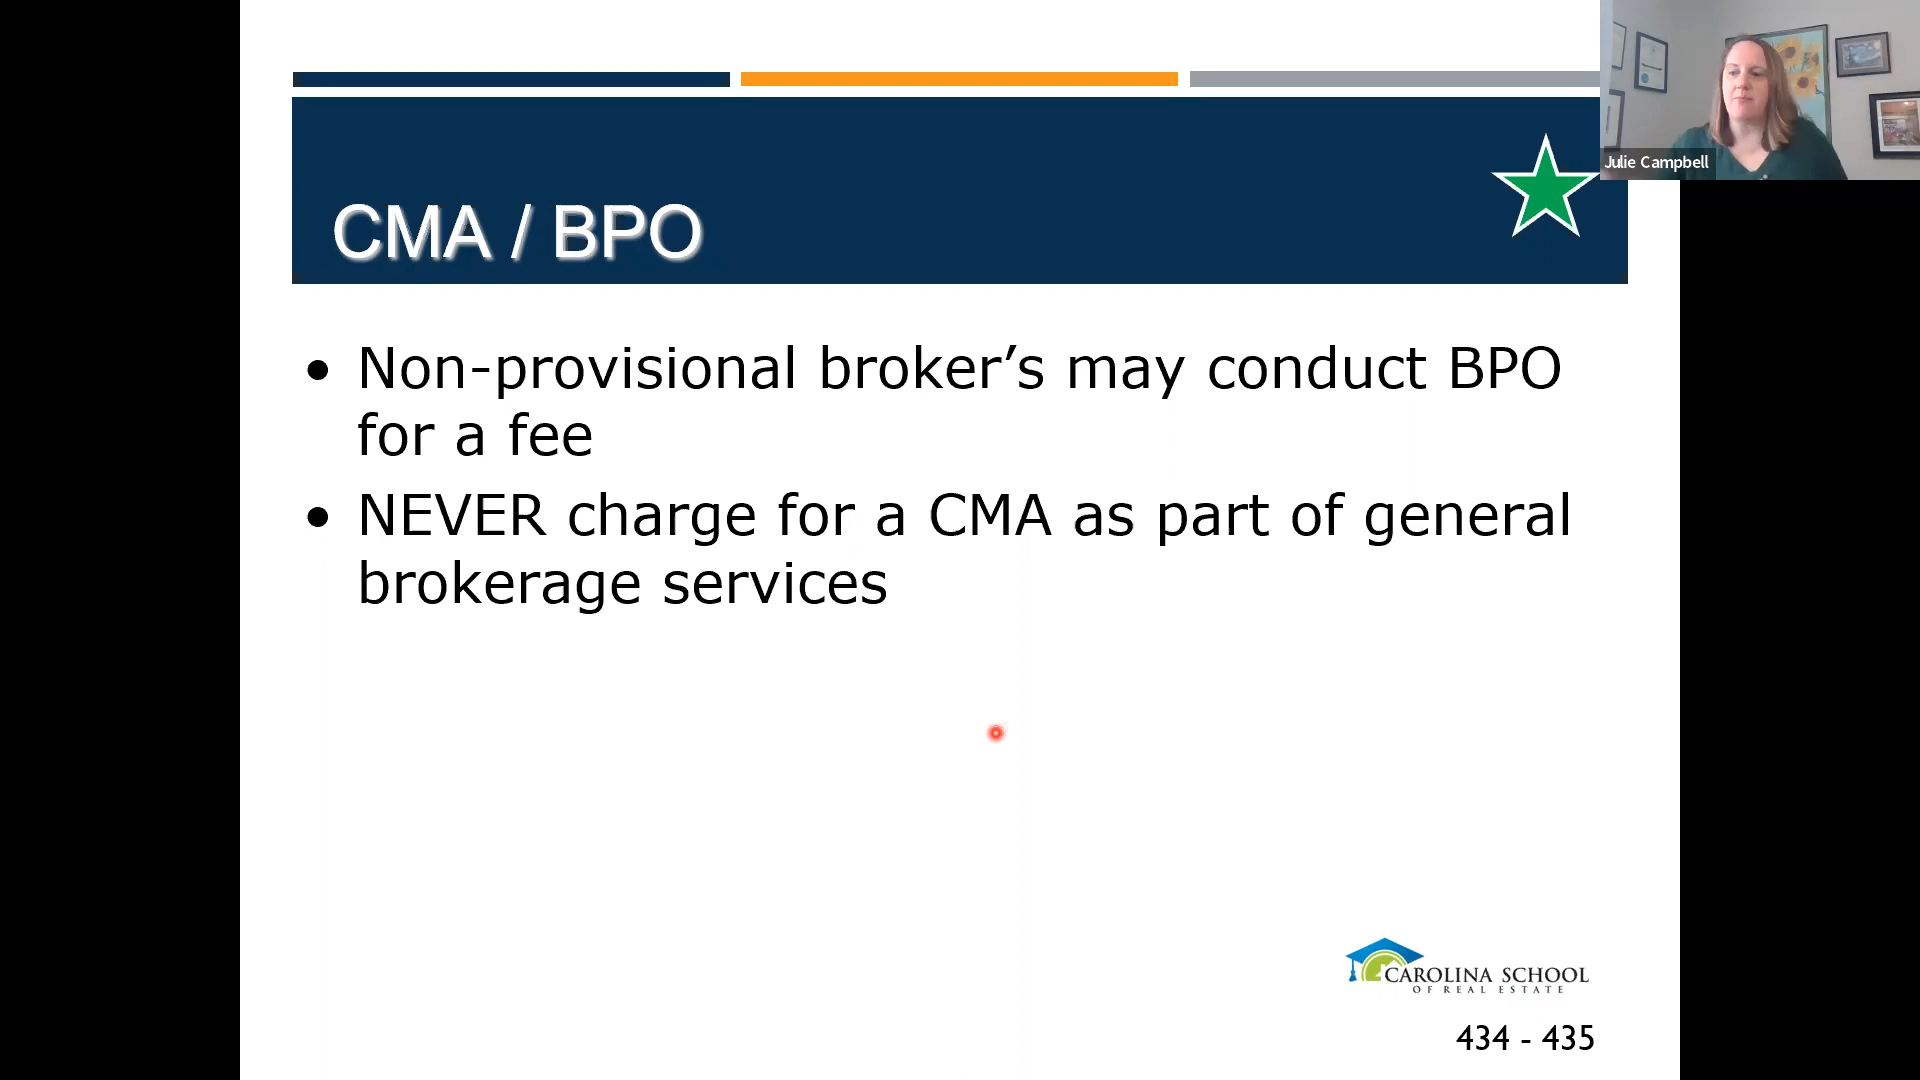 Julie Campbell
CMA / BPO
• Non-provisional broker’s may conduct BPO
for a fee
• NEVER charge for a CMA as part of general
brokerage services
CAROLINA SCHOOL
OF REAL ESTATE
434 - 435